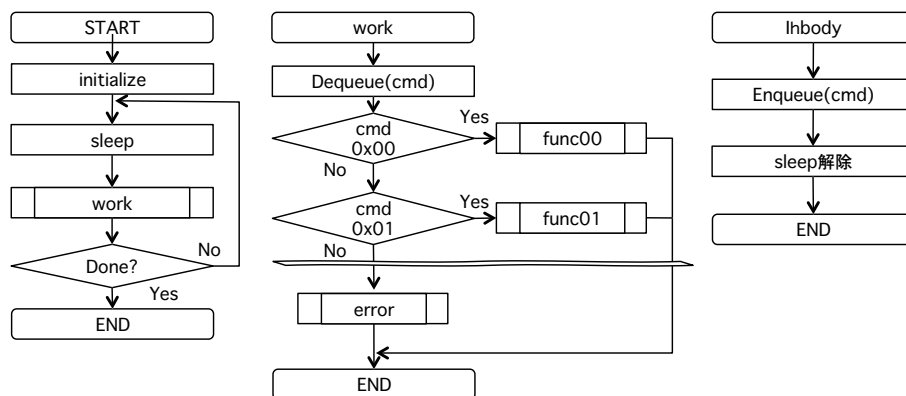 START
initialize
sleep
work
Done?
No
Yes
END
work
Dequeue(cmd)
cmd
0x00
Yes
func00
No
cmd
0x01
Yes
func01
No
error
END
Ihbody
Enqueue(cmd)
sleep解除
END